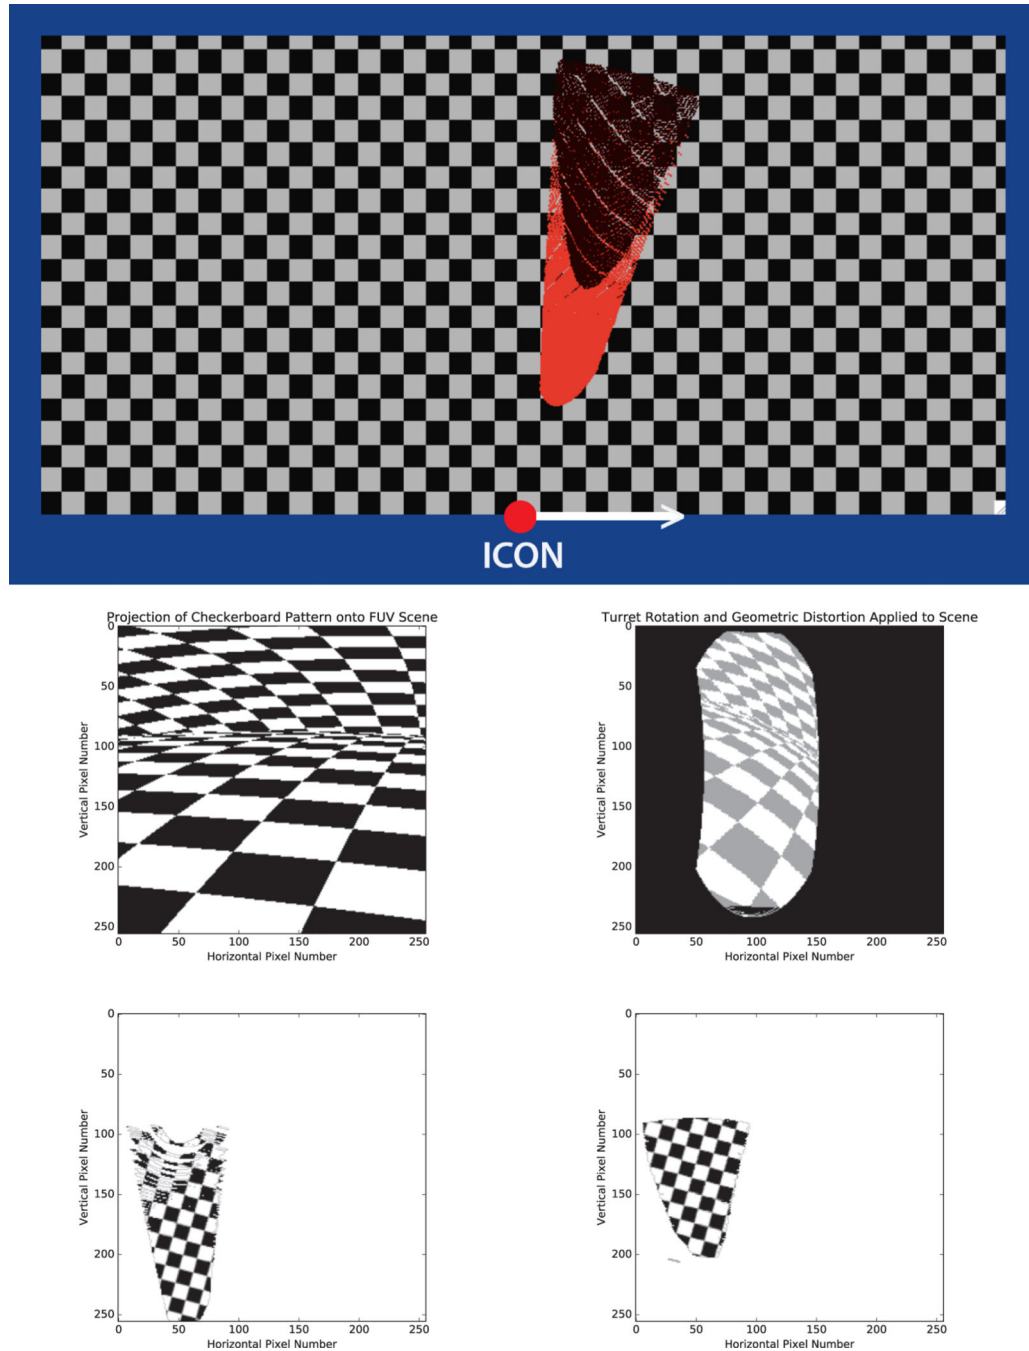 ICON
Projection of Checkerboard Pattern onto FUV Scene
0
50
100
150
200
250
Vertical Pixel Number
0 50 100 150 200 250
Horizontal Pixel Number
Turret Rotation and Geometric Distortion Applied to Scene
0
50
100
150
200
250
Vertical Pixel Number
0 50 100 150 200 250
Horizontal Pixel Number
0
50
100
150
200
250
Vertical Pixel Number
0 50 100 150 200 250
Horizontal Pixel Number
0
50
100
150
200
250
Vertical Pixel Number
0 50 100 150 200 250
Horizontal Pixel Number